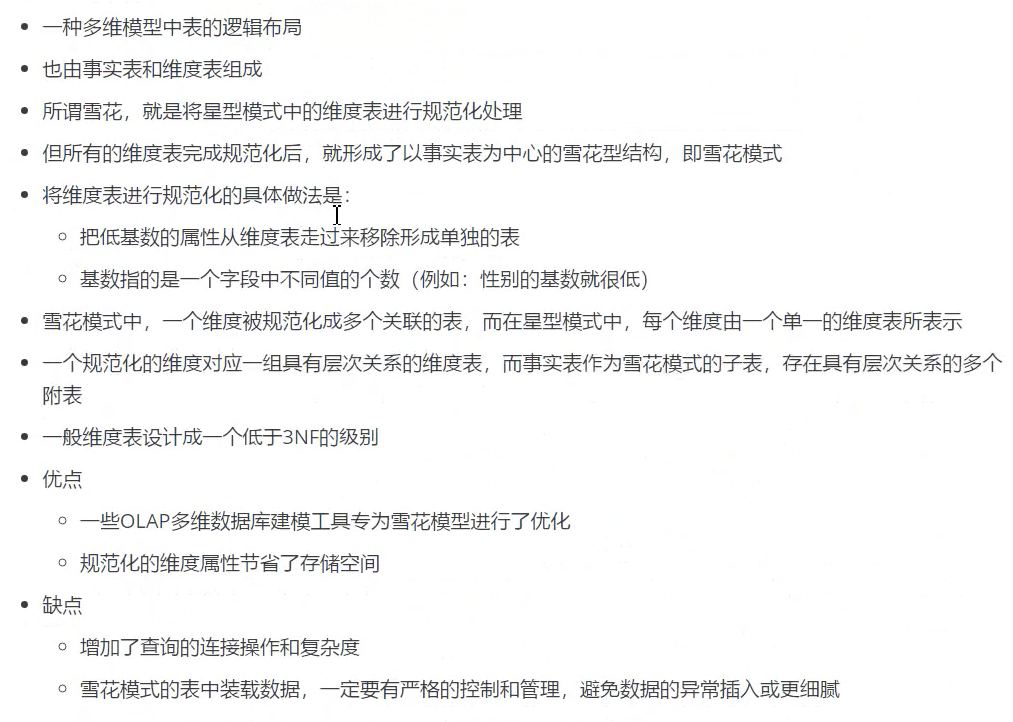 一种多维模型中表的逻辑布局
也由事实表和维度表组成
所谓雪花，就是将星型模式中的维度表进行规范化处理
但所有的维度表完成规范化后，就形成了以事实表为中心的雪花型结构，即雪花模式
将维度表进行规范化的具体做法是：
把低基数的属性从维度表走过来移除形成单独的表
基数指的是一个字段中不同值的个数（例如：性别的基数就很低）
雪花模式中，一个维度被规范化成多个关联的表，而在星型模式中，每个维度由一个单一的维度表所表示
一个规范化的维度对应一组具有层次关系的维度表，而事实表作为雪花模式的子表，存在具有层次关系的多个
附表
一般维度表设计成一个低于3NF的级别
优点
一些OLAP多维数据库建模工具专为雪花模型进行了优化
规范化的维度属性节省了存储空间
缺点
增加了查询的连接操作和复杂度
雪花模式的表中装载数据，一定要有严格的控制和管理，避免数据的异常插入或更细腻